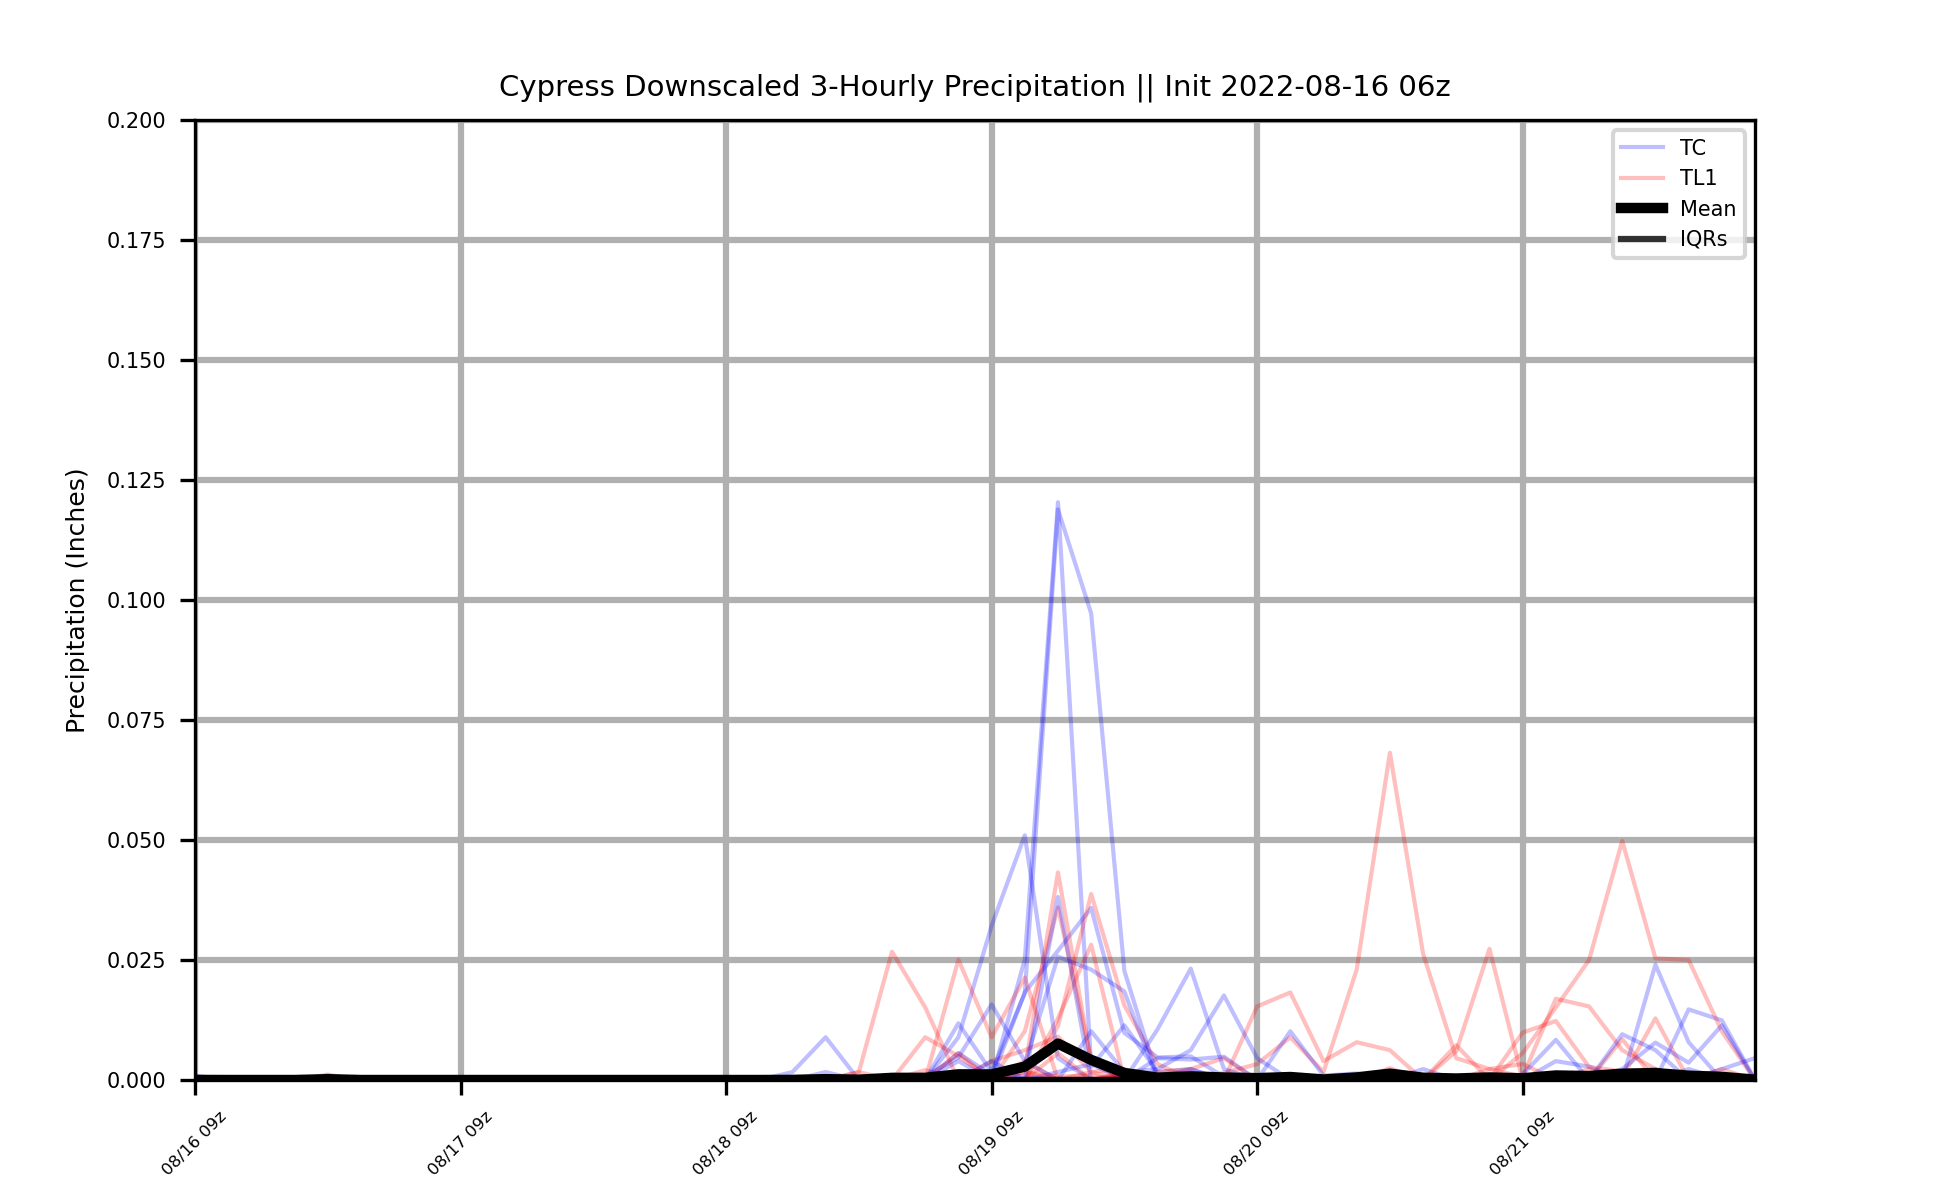 Cypress Downscaled 3-Hourly Precipitation || Init 2022-08-16 06z
0.200
0.175
0.150
0.125
0.100
0.075
0.050
0.025
0.000
Precipitation (Inches)
TC
TL1
Mean
IQRs
08/16 09z
08/17 09z
08/18 09z
08/19 09z
08/20 09z
08/21 09z